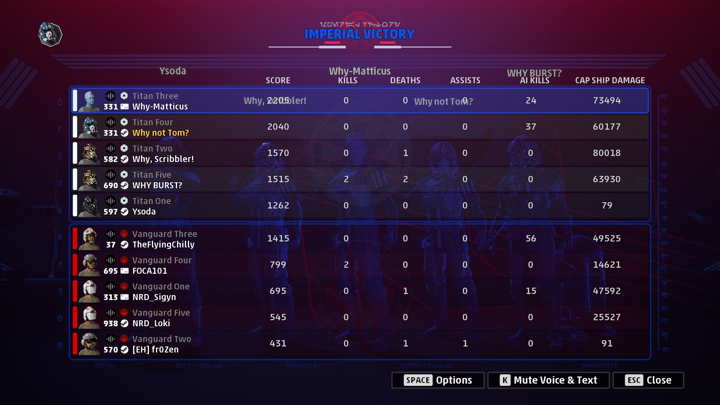 IMPERIAL VICTORY
Ysoda Why-Matticus WHY BURST?
SCORE KILLS DEATHS ASSISTS AI KILLS CAP SHIP DAMAGE
Why, Scribbler! Why not Tom?
Titan Three
331 Why-Matticus 2205 0 0 0 24 73494
Titan Four
331 Why not Tom? 2040 0 0 0 37 60177
Titan Two
582 Why, Scribbler! 1570 0 1 0 0 80018
Titan Five
690 WHY BURST? 1515 2 2 0 0 63930
Titan One
597 Ysoda 1262 0 0 0 0 79
Vanguard Three
37 TheFlyingChilly 1415 0 0 0 56 49525
Vanguard Four
695 FOCA101 799 2 0 0 0 14621
Vanguard One
313 NRD_Sigyn 695 0 1 0 15 47592
Vanguard Five
938 NRD_Loki 545 0 0 0 0 25527
Vanguard Two
570 [EH] fr0Zen 431 0 1 1 0 91
SPACE Options K Mute Voice & Text ESC Close